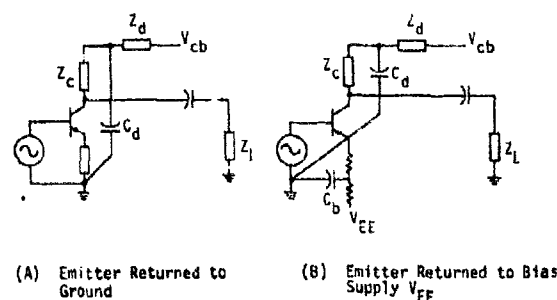 Z_d
V_cb
Z_c
C_d
Z_l
Z_d
V_cb
Z_c
C_d
Z_L
C_b
V_EE
(A) Emitter Returned to
Ground
(B) Emitter Returned to Bias
Supply V_EE